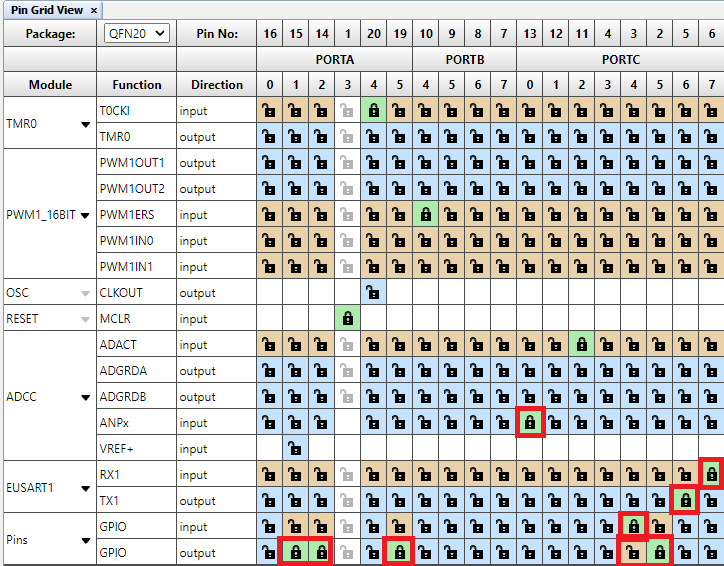 Pin Grid View ×
Package: QFN20 Pin No: 16 15 14 1 20 19 10 9 8 7 13 12 11 4 3 2 5 6
PORTA PORTB PORTC
Module Function Direction 0 1 2 3 4 5 4 5 6 7 0 1 2 3 4 5 6 7
TMR0 T0CKI input
TMR0 output
PWM1_16BIT PWM1OUT1 output
PWM1OUT2 output
PWM1ERS input
PWM1IN0 input
PWM1IN1 input
OSC CLKOUT output
RESET MCLR input
ADCC ADACT input
ADGRDA output
ADGRDB output
ANPx input
VREF+ input
EUSART1 RX1 input
TX1 output
Pins GPIO input
GPIO output